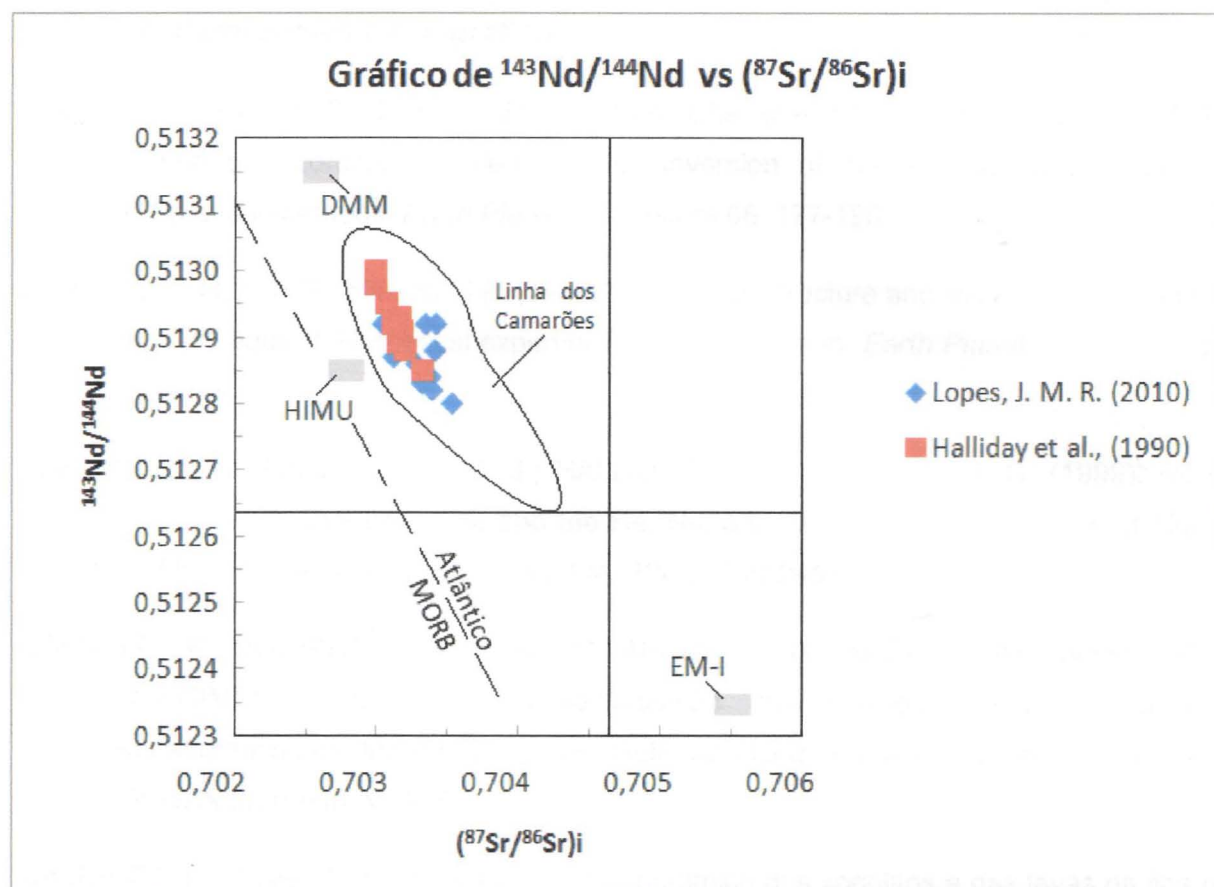 Gráfico de ¹⁴³Nd/¹⁴⁴Nd vs (⁸⁷Sr/⁸⁶Sr)i
0,5132
0,5131
0,5130
0,5129
0,5128
0,5127
0,5126
0,5125
0,5124
0,5123
¹⁴³Nd/¹⁴⁴Nd
DMM
Linha dos
Camarões
HIMU
Atlântico
MORB
EM-I
Lopes, J. M. R. (2010)
Halliday et al., (1990)
0,702 0,703 0,704 0,705 0,706
(⁸⁷Sr/⁸⁶Sr)i